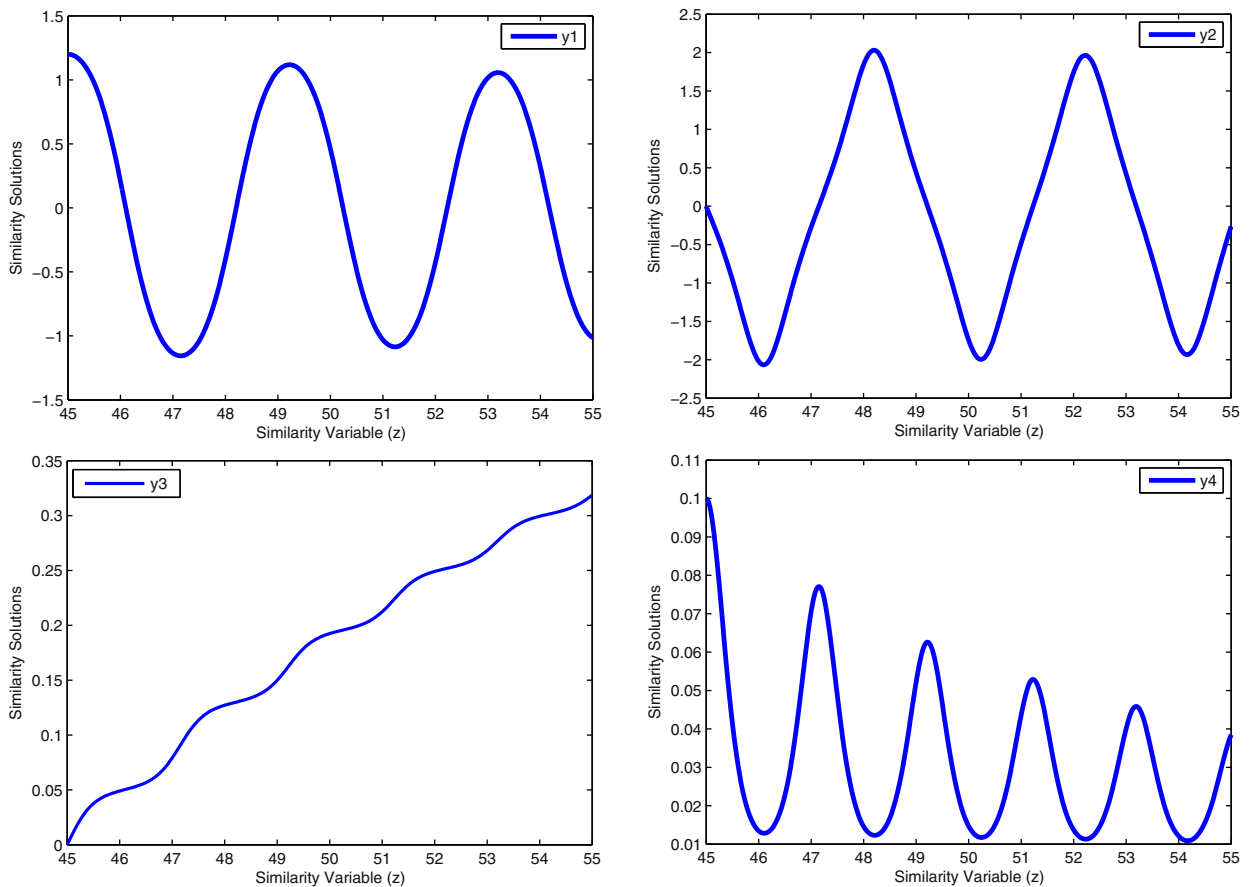 1.5
y1
1
0.5
0
−0.5
−1
−1.5
Similarity Solutions
45 46 47 48 49 50 51 52 53 54 55
Similarity Variable (z)
2.5
y2
2
1.5
1
0.5
0
−0.5
−1
−1.5
−2
−2.5
Similarity Solutions
45 46 47 48 49 50 51 52 53 54 55
Similarity Variable (z)
0.35
y3
0.3
0.25
0.2
0.15
0.1
0.05
0
Similarity Solutions
45 46 47 48 49 50 51 52 53 54 55
Similarity Variable (z)
0.11
y4
0.1
0.09
0.08
0.07
0.06
0.05
0.04
0.03
0.02
0.01
Similarity Solutions
45 46 47 48 49 50 51 52 53 54 55
Similarity Variable (z)